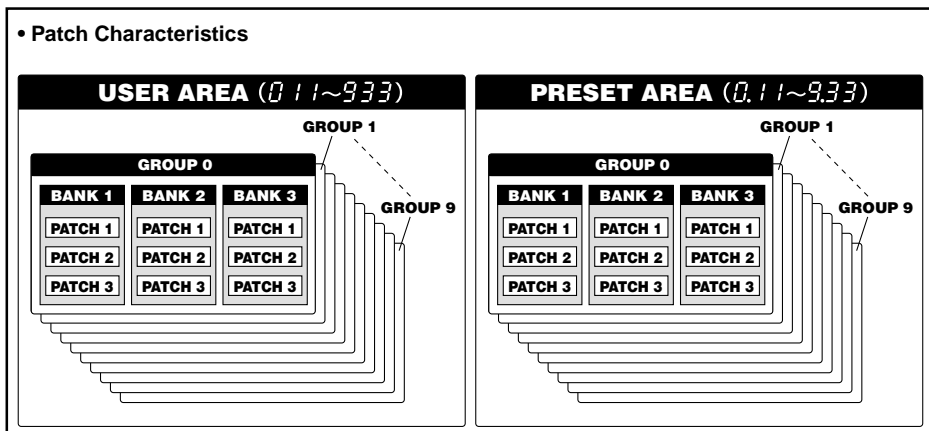 • Patch Characteristics
USER AREA (011~933)
GROUP 1
GROUP 0
BANK 1 BANK 2 BANK 3
GROUP 9
PATCH 1 PATCH 1 PATCH 1
PATCH 2 PATCH 2 PATCH 2
PATCH 3 PATCH 3 PATCH 3
PRESET AREA (0.11~9.33)
GROUP 1
GROUP 0
BANK 1 BANK 2 BANK 3
GROUP 9
PATCH 1 PATCH 1 PATCH 1
PATCH 2 PATCH 2 PATCH 2
PATCH 3 PATCH 3 PATCH 3